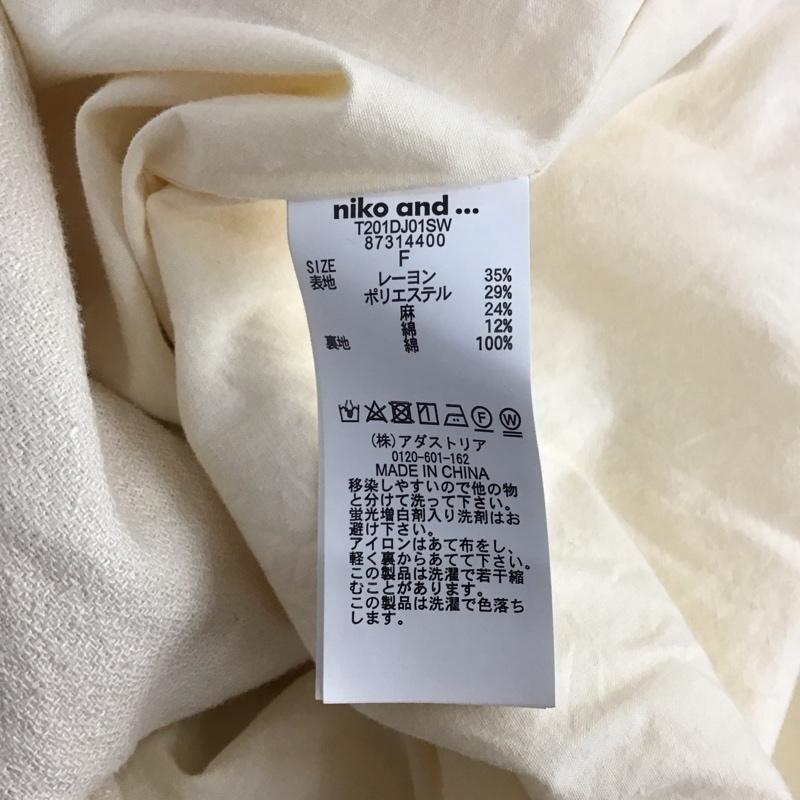 niko and ...
T201DJ01SW
87314400
SIZE F
表地 レーヨン 35%
ポリエステル 29%
麻 24%
綿 12%
裏地 綿 100%
F W
(株)アダストリア
0120-601-162
MADE IN CHINA
移染しやすいので他の物
と分けて洗って下さい。
蛍光増白剤入り洗剤はお
避け下さい。
アイロンはあて布をし、
軽く裏からあてて下さい。
この製品は洗濯で若干縮
むことがあります。
この製品は洗濯で色落ち
します。